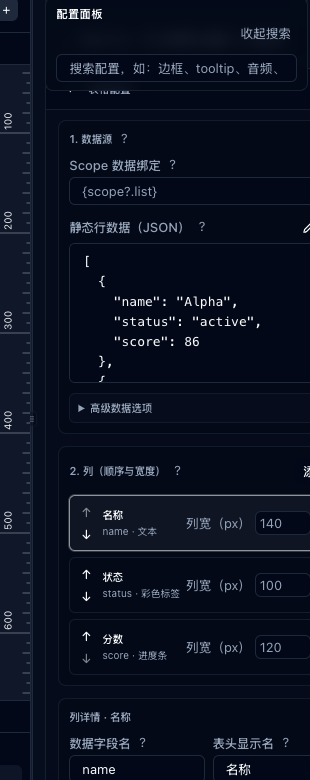 +
配置面板
收起搜索
搜索配置，如：边框、tooltip、音频、
1. 数据源 ?
Scope 数据绑定 ?
{scope?.list}
静态行数据（JSON） ?
[
{
"name": "Alpha",
"status": "active",
"score": 86
},
{
▶ 高级数据选项
2. 列（顺序与宽度） ?
↑
↓
名称
name · 文本
列宽（px）
140
↑
↓
状态
status · 彩色标签
列宽（px）
100
↑
↓
分数
score · 进度条
列宽（px）
120
列详情 · 名称
数据字段名 ?
表头显示名 ?
name
名称
100
200
300
400
500
600